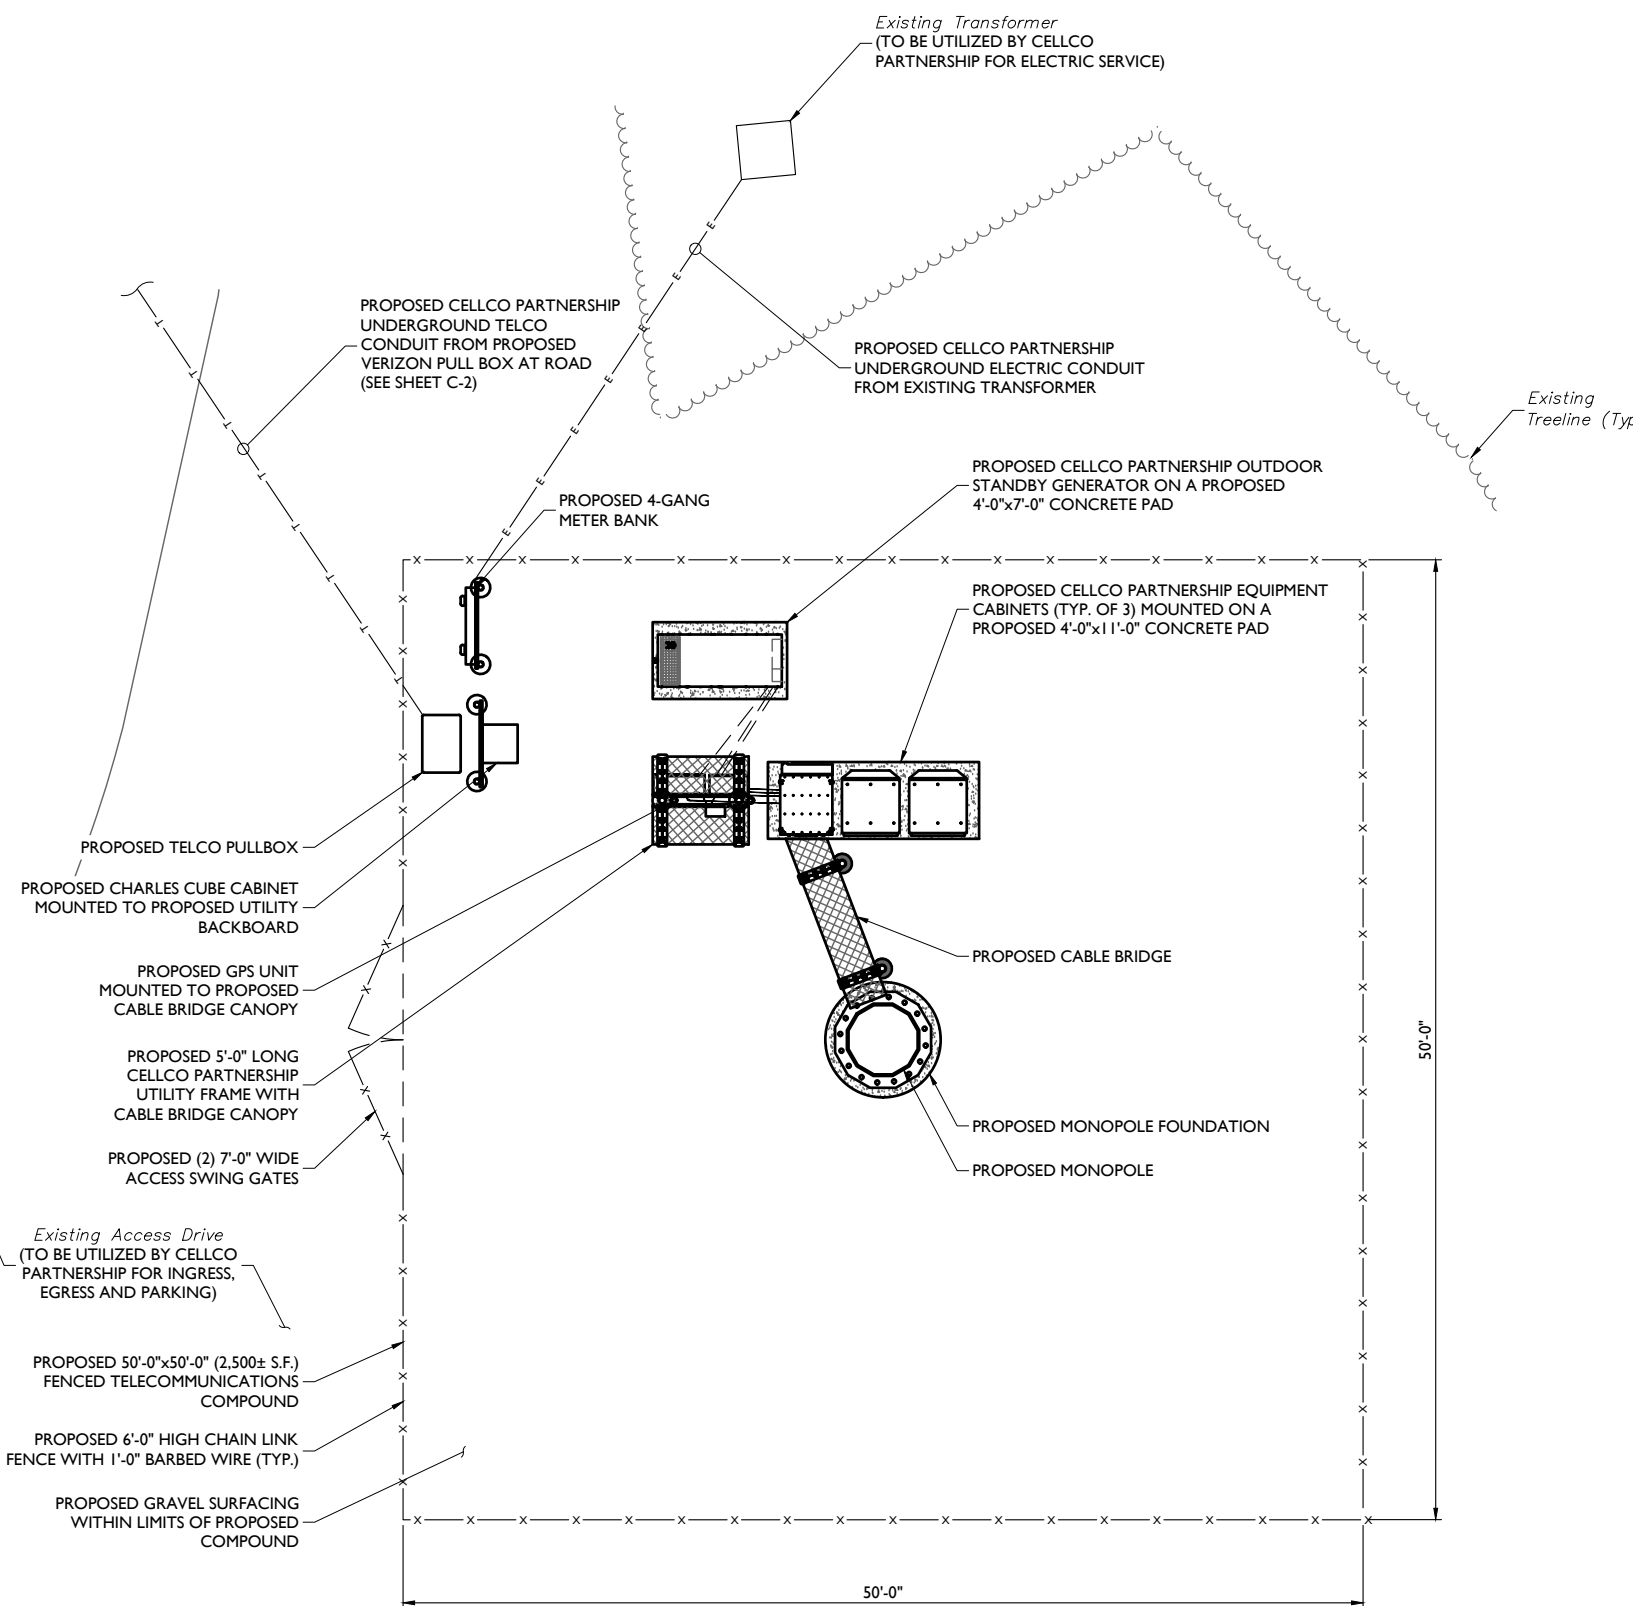 Existing Transformer
(TO BE UTILIZED BY CELLCO
PARTNERSHIP FOR ELECTRIC SERVICE)
PROPOSED CELLCO PARTNERSHIP
UNDERGROUND TELCO
CONDUIT FROM PROPOSED
VERIZON PULL BOX AT ROAD
(SEE SHEET C-2)
PROPOSED CELLCO PARTNERSHIP
UNDERGROUND ELECTRIC CONDUIT
FROM EXISTING TRANSFORMER
Existing
Treeline (Typ
PROPOSED CELLCO PARTNERSHIP OUTDOOR
STANDBY GENERATOR ON A PROPOSED
4'-0"x7'-0" CONCRETE PAD
PROPOSED 4-GANG
METER BANK
PROPOSED CELLCO PARTNERSHIP EQUIPMENT
CABINETS (TYP. OF 3) MOUNTED ON A
PROPOSED 4'-0"x11'-0" CONCRETE PAD
PROPOSED TELCO PULLBOX
PROPOSED CHARLES CUBE CABINET
MOUNTED TO PROPOSED UTILITY
BACKBOARD
PROPOSED GPS UNIT
MOUNTED TO PROPOSED
CABLE BRIDGE CANOPY
PROPOSED CABLE BRIDGE
PROPOSED 5'-0" LONG
CELLCO PARTNERSHIP
UTILITY FRAME WITH
CABLE BRIDGE CANOPY
50'-0"
PROPOSED MONOPOLE FOUNDATION
PROPOSED (2) 7'-0" WIDE
ACCESS SWING GATES
PROPOSED MONOPOLE
Existing Access Drive
(TO BE UTILIZED BY CELLCO
PARTNERSHIP FOR INGRESS,
EGRESS AND PARKING)
PROPOSED 50'-0"x50'-0" (2,500± S.F.)
FENCED TELECOMMUNICATIONS
COMPOUND
PROPOSED 6'-0" HIGH CHAIN LINK
FENCE WITH 1'-0" BARBED WIRE (TYP.)
PROPOSED GRAVEL SURFACING
WITHIN LIMITS OF PROPOSED
COMPOUND
50'-0"